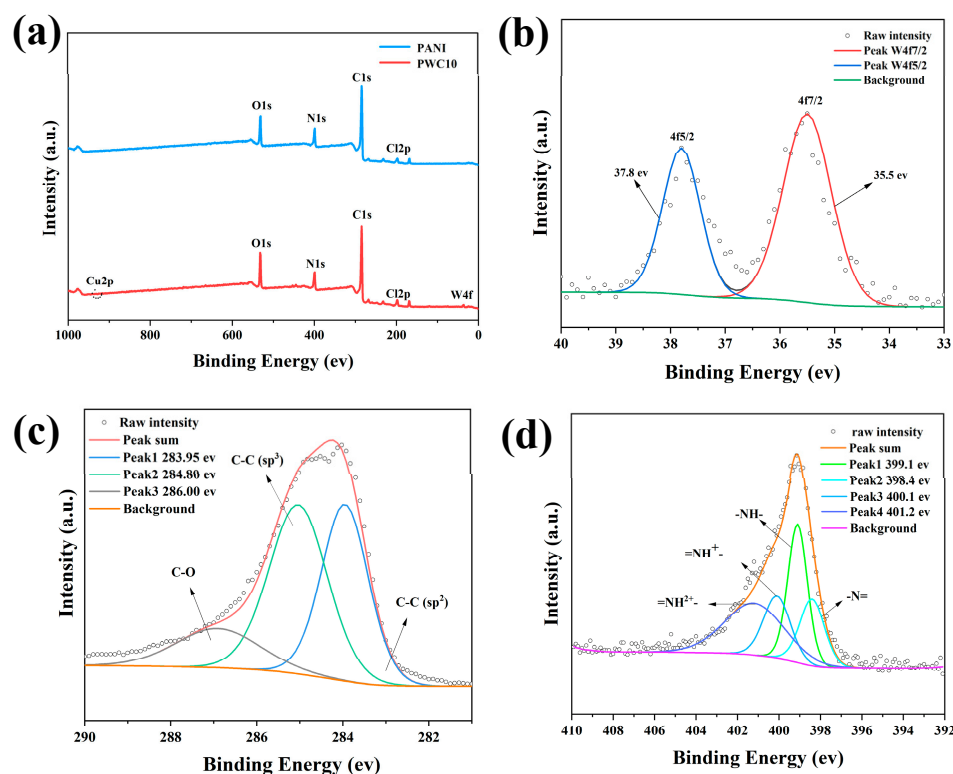 (a)
PANI
PWC10
C1s
O1s
N1s
Cl2p
C1s
O1s
N1s
Cu2p
Cl2p
W4f
Intensity (a.u.)
1000 800 600 400 200 0
Binding Energy (ev)
(b)
Raw intensity
Peak W4f7/2
Peak W4f5/2
Background
4f7/2
4f5/2
37.8 ev
35.5 ev
Intensity (a.u.)
40 39 38 37 36 35 34 33
Binding Energy (ev)
(c)
Raw intensity
Peak sum
Peak1 283.95 ev
Peak2 284.80 ev
Peak3 286.00 ev
Background
C-C (sp3)
C-O
C-C (sp2)
Intensity (a.u.)
290 288 286 284 282
Binding Energy (ev)
(d)
raw intensity
Peak sum
Peak1 399.1 ev
Peak2 398.4 ev
Peak3 400.1 ev
Peak4 401.2 ev
Background
-NH-
=NH+-
=NH2+-
-N=
Intensity (a.u.)
410 408 406 404 402 400 398 396 394 392
Binding Energy (ev)